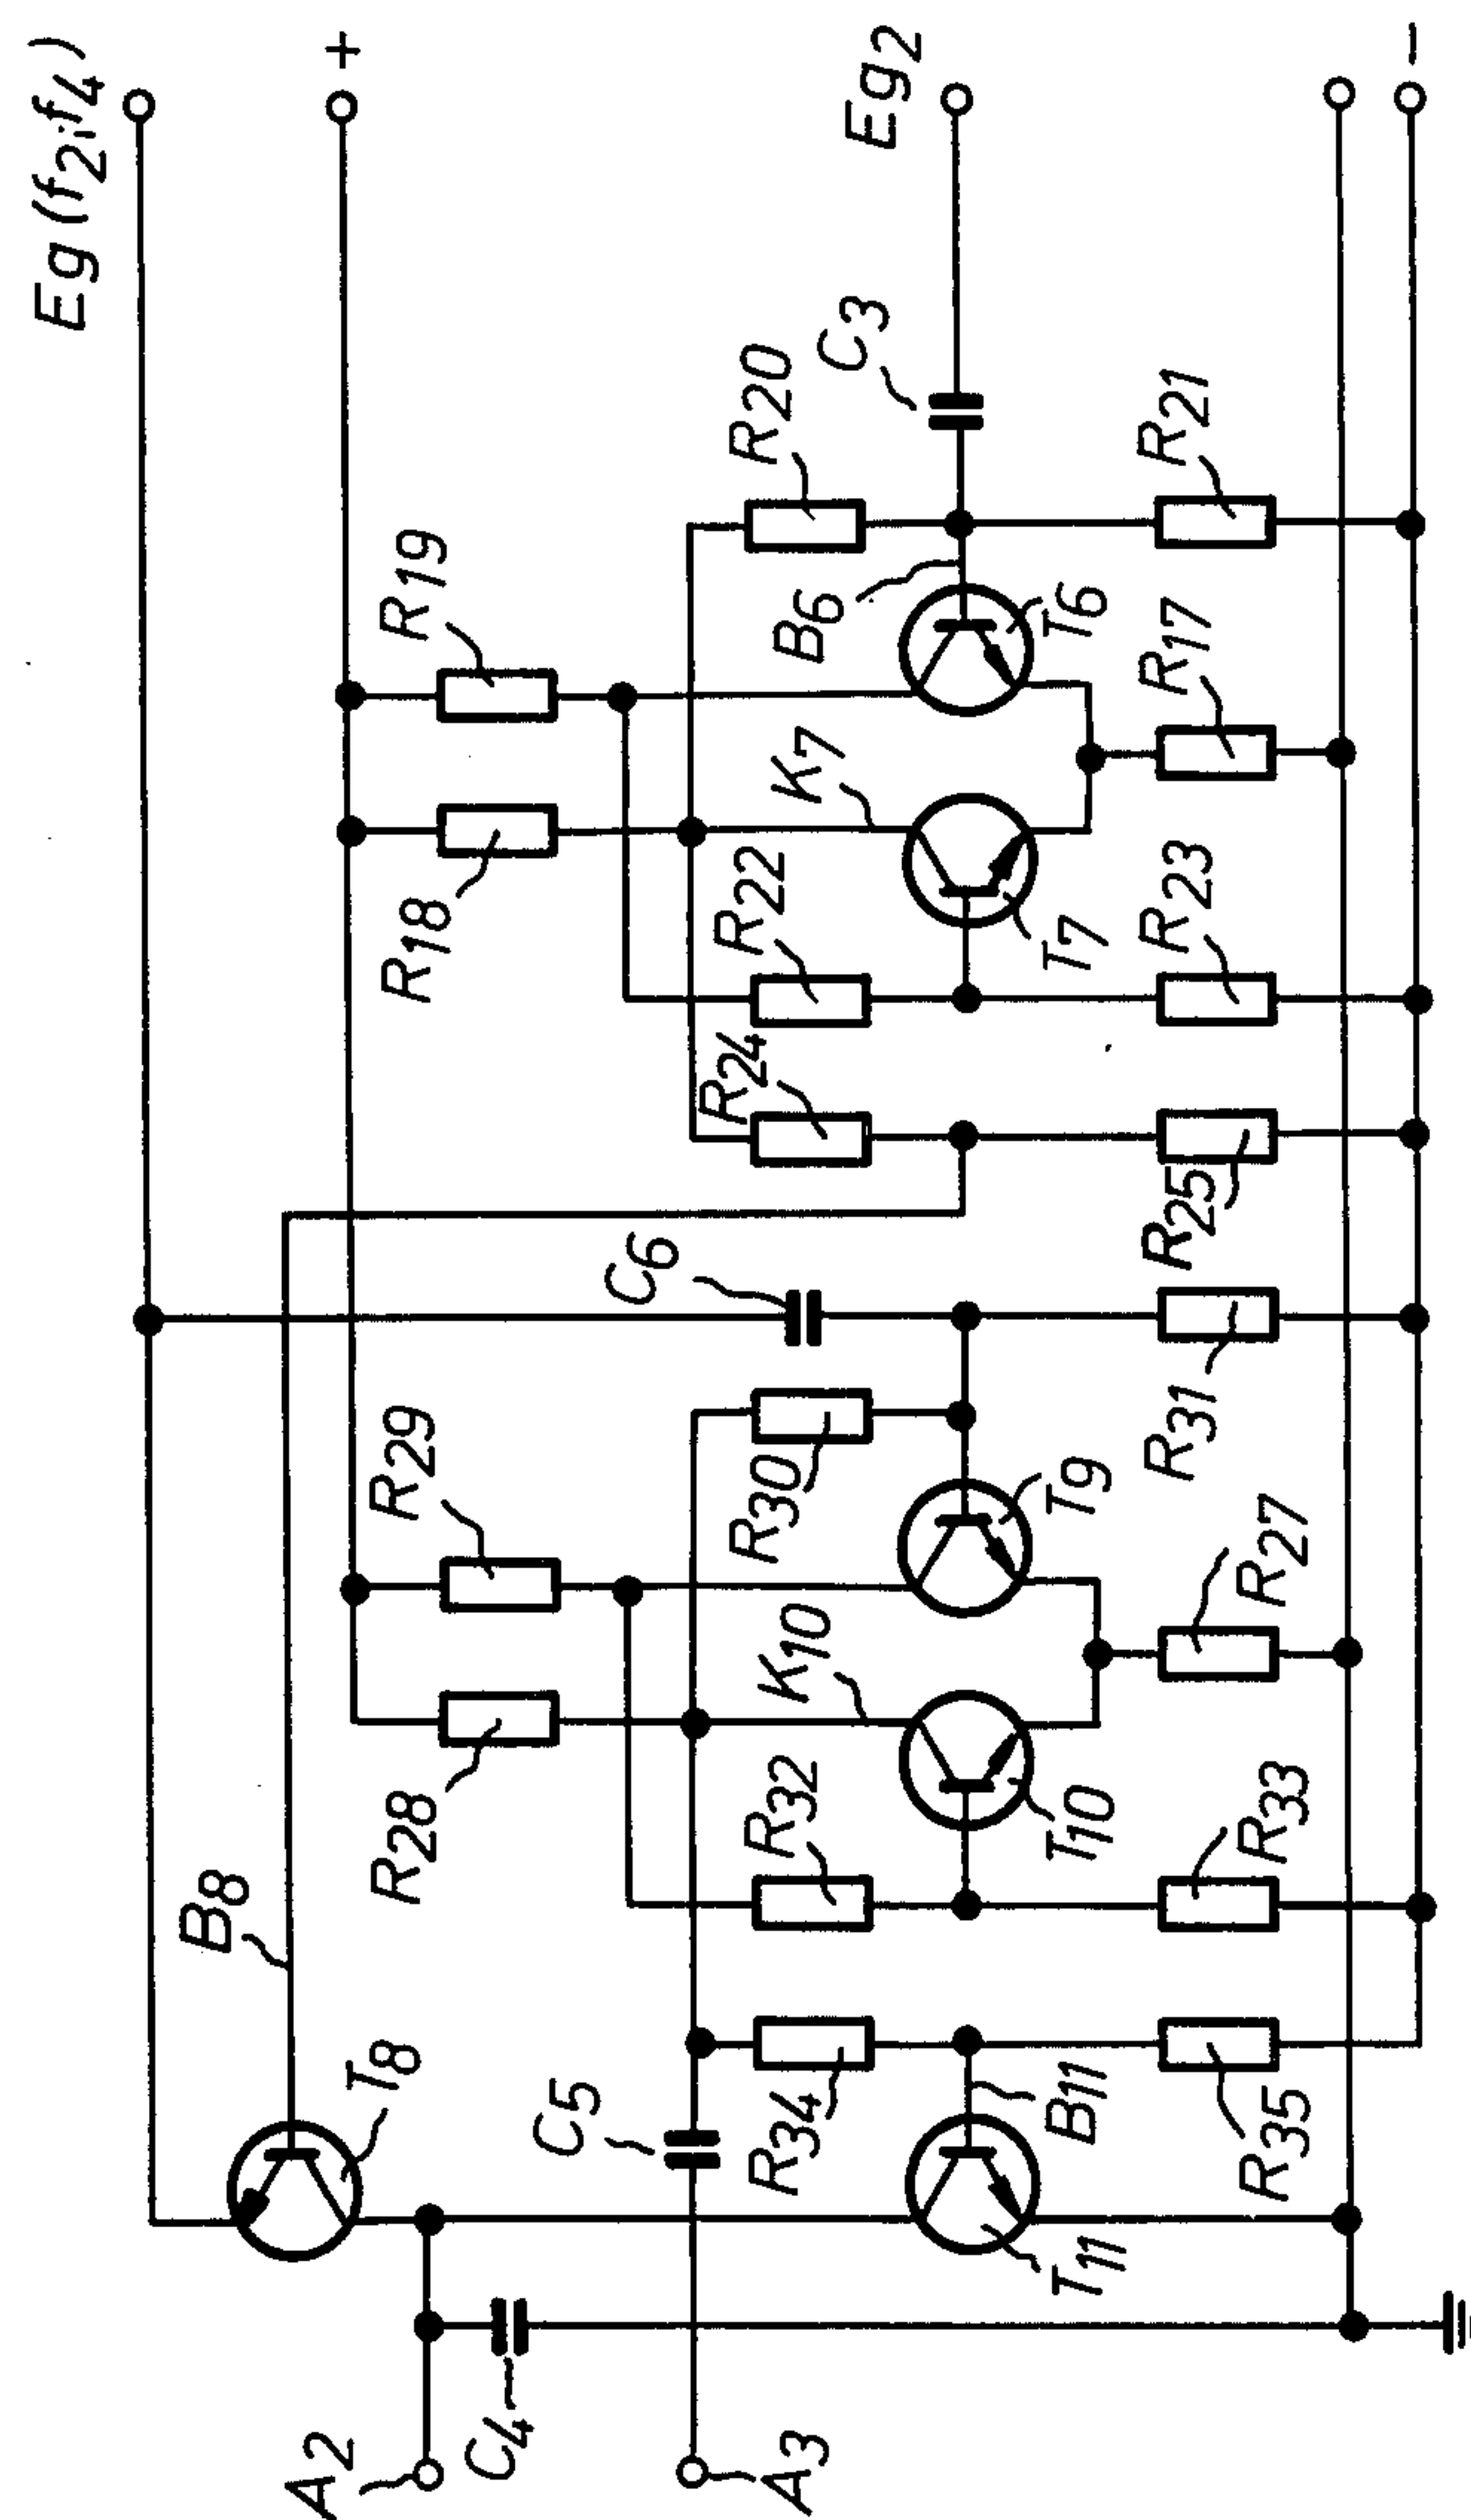 Eg(f2;f4)
+
Eg2
-
C3
R20
R21
R19
B6
T6
R17
K7
R18
R22
T7
R23
R24
R25
C6
R31
R29
R30
T9
R27
K10
R28
R32
T10
R33
B8
T8
C5
R34
B11
R35
T11
C4
A2
A3